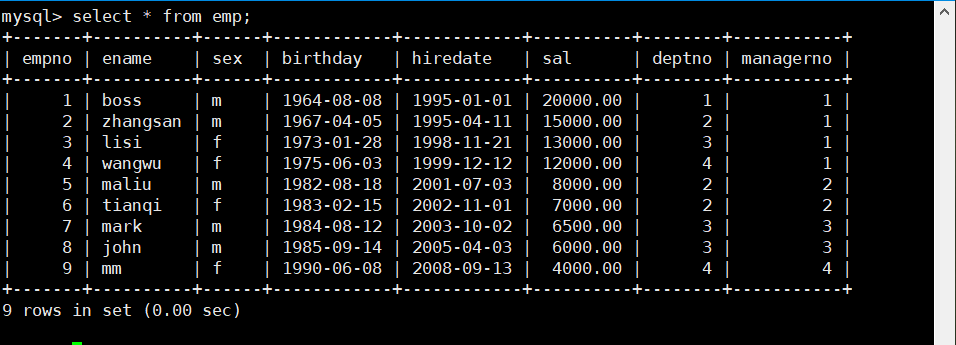 mysql> select * from emp;
+-------+----------+------+------------+------------+----------+--------+-----------+
| empno | ename    | sex  | birthday   | hiredate   | sal      | deptno | managerno |
+-------+----------+------+------------+------------+----------+--------+-----------+
|     1 | boss     | m    | 1964-08-08 | 1995-01-01 | 20000.00 |      1 |         1 |
|     2 | zhangsan | m    | 1967-04-05 | 1995-04-11 | 15000.00 |      2 |         1 |
|     3 | lisi     | f    | 1973-01-28 | 1998-11-21 | 13000.00 |      3 |         1 |
|     4 | wangwu   | f    | 1975-06-03 | 1999-12-12 | 12000.00 |      4 |         1 |
|     5 | maliu    | m    | 1982-08-18 | 2001-07-03 |  8000.00 |      2 |         2 |
|     6 | tianqi   | f    | 1983-02-15 | 2002-11-01 |  7000.00 |      2 |         2 |
|     7 | mark     | m    | 1984-08-12 | 2003-10-02 |  6500.00 |      3 |         3 |
|     8 | john     | m    | 1985-09-14 | 2005-04-03 |  6000.00 |      3 |         3 |
|     9 | mm       | f    | 1990-06-08 | 2008-09-13 |  4000.00 |      4 |         4 |
+-------+----------+------+------------+------------+----------+--------+-----------+
9 rows in set (0.00 sec)